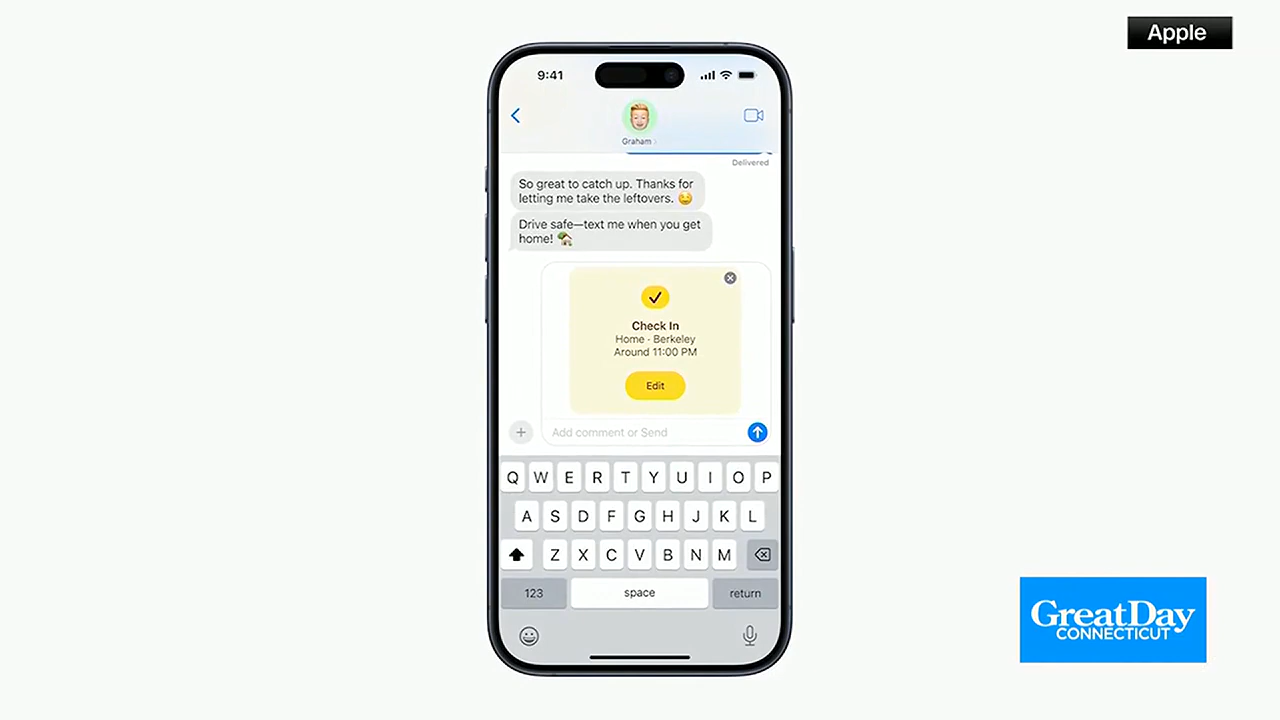 Apple
9:41
Graham
Delivered
So great to catch up. Thanks for
letting me take the leftovers. 😋
Drive safe—text me when you get
home! 🏡
Check In
Home · Berkeley
Around 11:00 PM
Edit
Add comment or Send
Q W E R T Y U I O P
A S D F G H J K L
Z X C V B N M
123 space return
GreatDay
CONNECTICUT